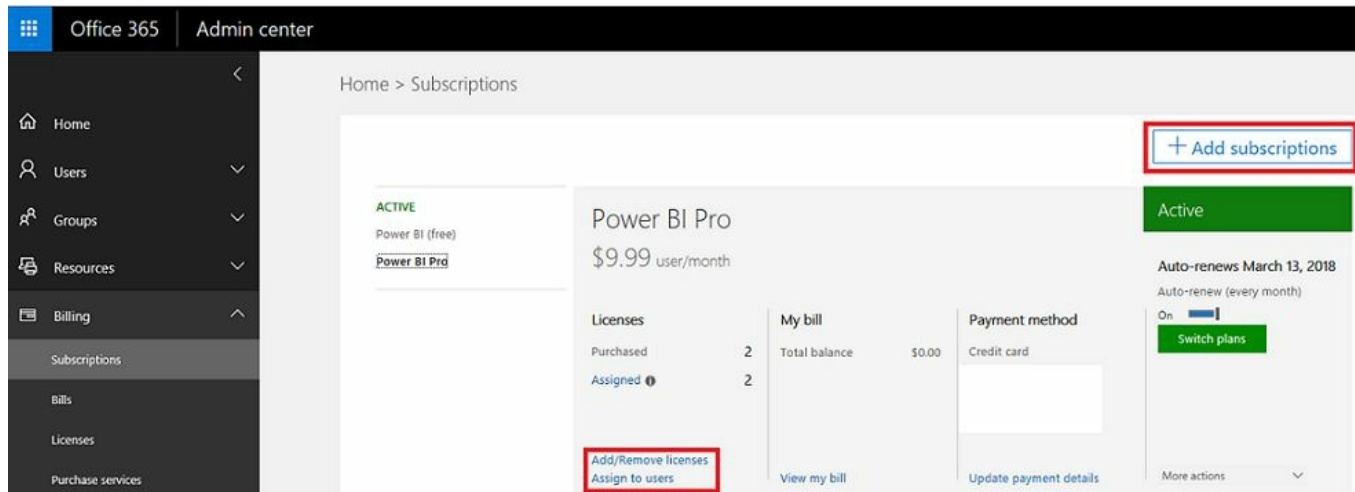 Office 365
Admin center
Home > Subscriptions
Home
Users
Groups
Resources
Billing
Subscriptions
Bills
Licenses
Purchase services
+ Add subscriptions
ACTIVE
Power BI (free)
Power BI Pro
Power BI Pro
$9.99 user/month
Licenses
Purchased 2
Assigned 2
Add/Remove licenses
Assign to users
My bill
Total balance $0.00
View my bill
Payment method
Credit card
Update payment details
Active
Auto-renews March 13, 2018
Auto-renew (every month)
On
Switch plans
More actions